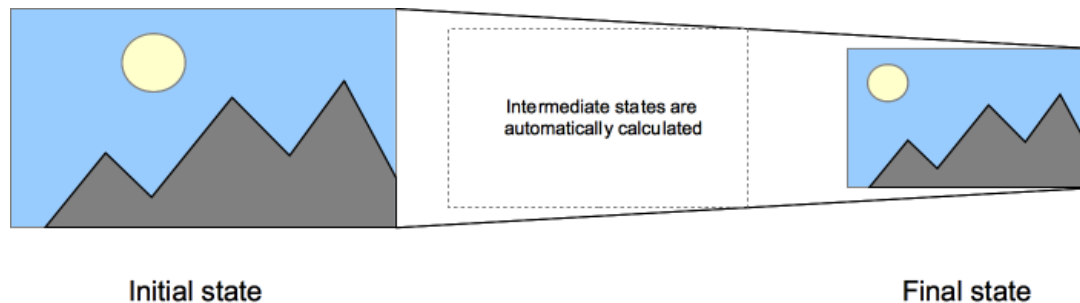 Intermediate states are
automatically calculated
Initial state
Final state